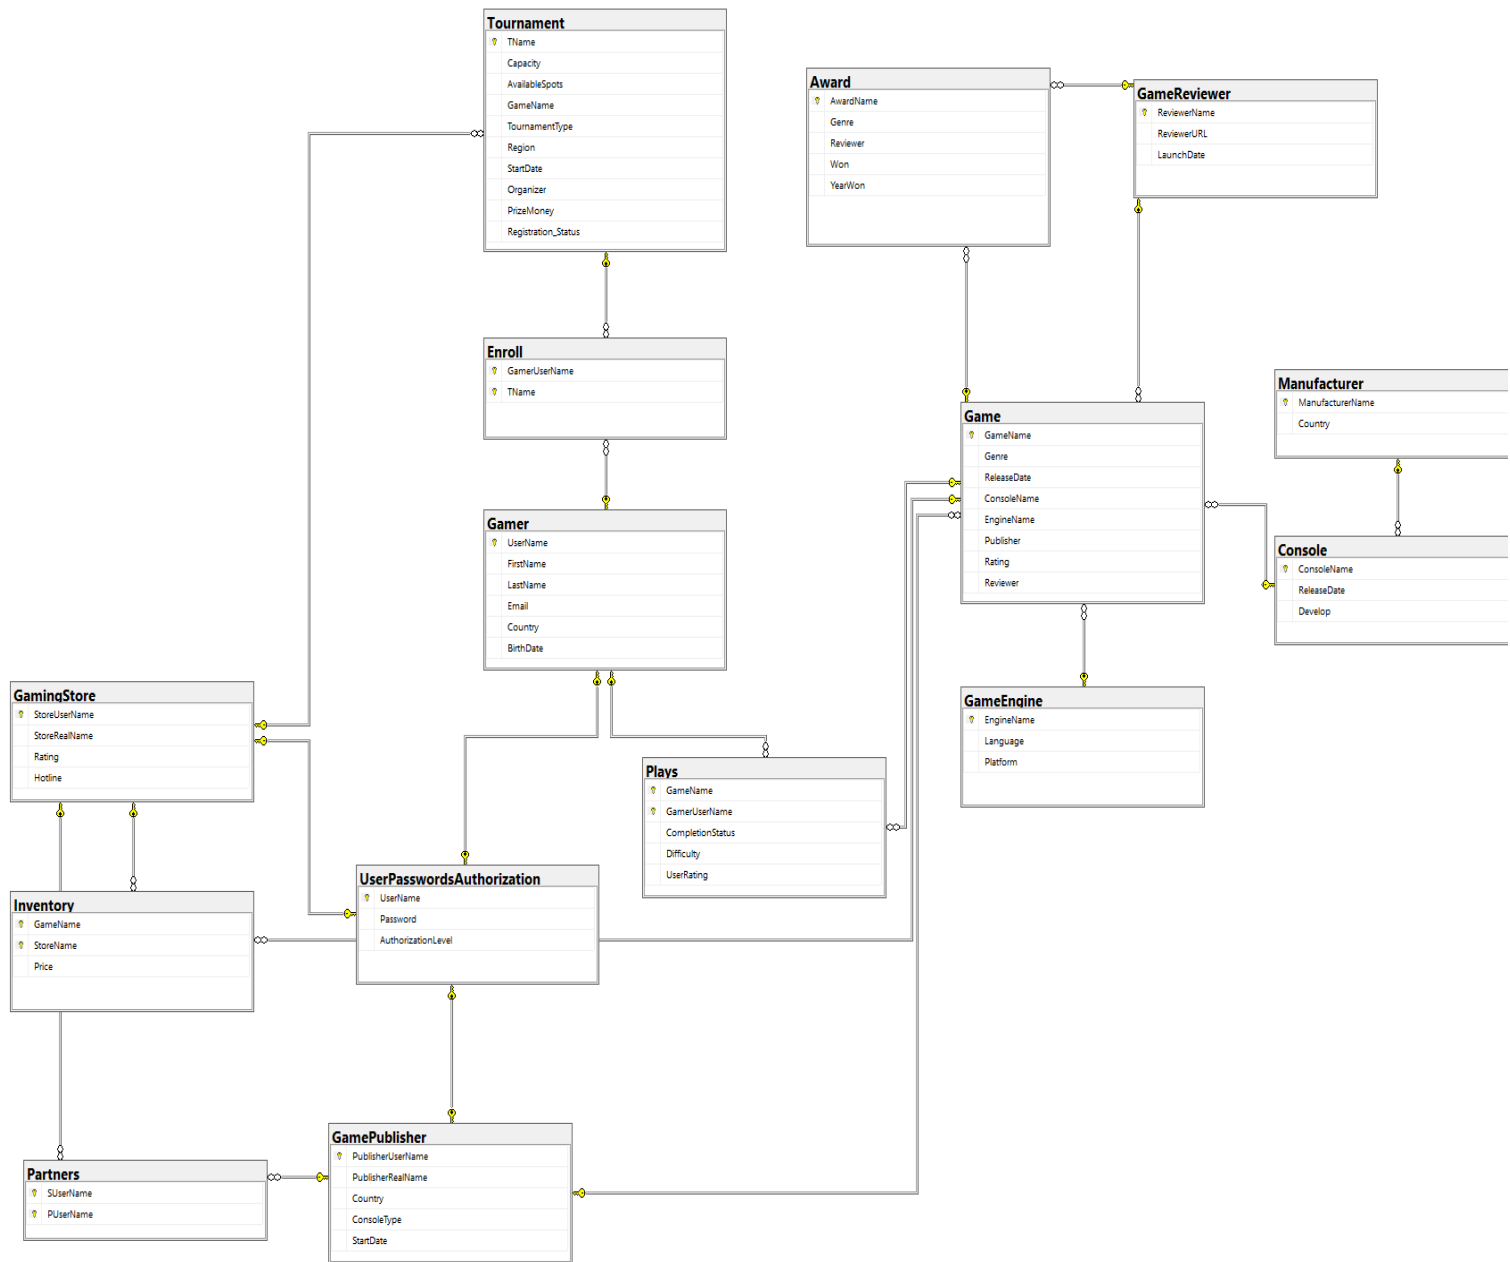 Tournament
TName
Capacity
AvailableSpots
GameName
TournamentType
Region
StartDate
Organizer
PrizeMoney
Registration_Status
Award
AwardName
Genre
Reviewer
Won
YearWon
GameReviewer
ReviewerName
ReviewerURL
LaunchDate
Enroll
GamerUserName
TName
Manufacturer
ManufacturerName
Country
Game
GameName
Genre
ReleaseDate
ConsoleName
EngineName
Publisher
Rating
Reviewer
Gamer
UserName
FirstName
LastName
Email
Country
BirthDate
Console
ConsoleName
ReleaseDate
Develop
GamingStore
StoreUserName
StoreRealName
Rating
Hotline
GameEngine
EngineName
Language
Platform
Plays
GameName
GamerUserName
CompletionStatus
Difficulty
UserRating
UserPasswordsAuthorization
UserName
Password
AuthorizationLevel
Inventory
GameName
StoreName
Price
GamePublisher
PublisherUserName
PublisherRealName
Country
ConsoleType
StartDate
Partners
SUserName
PUserName